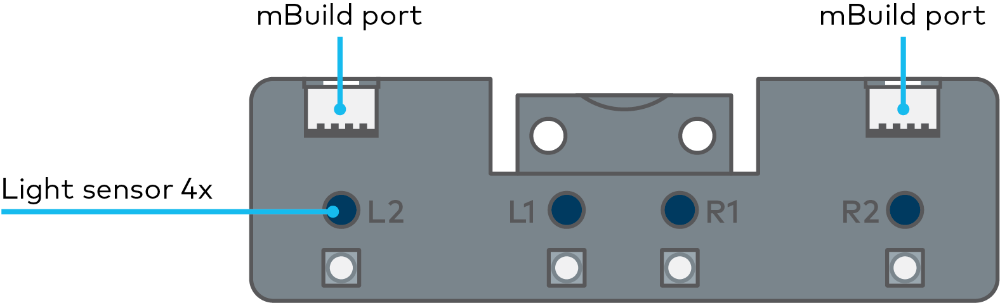 mBuild port
mBuild port
Light sensor 4x
L2
L1
R1
R2